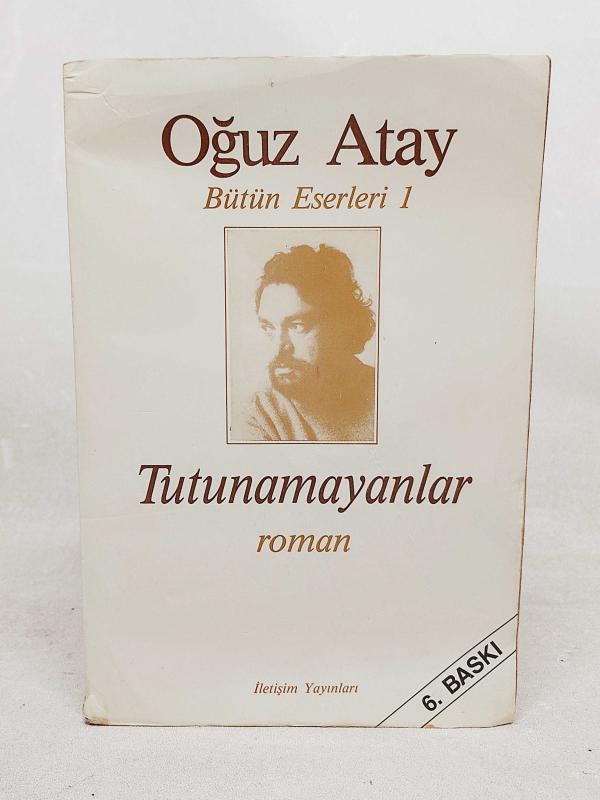 Oğuz Atay
Bütün Eserleri 1
Tutunamayanlar
roman
İletişim Yayınları
6. BASKI